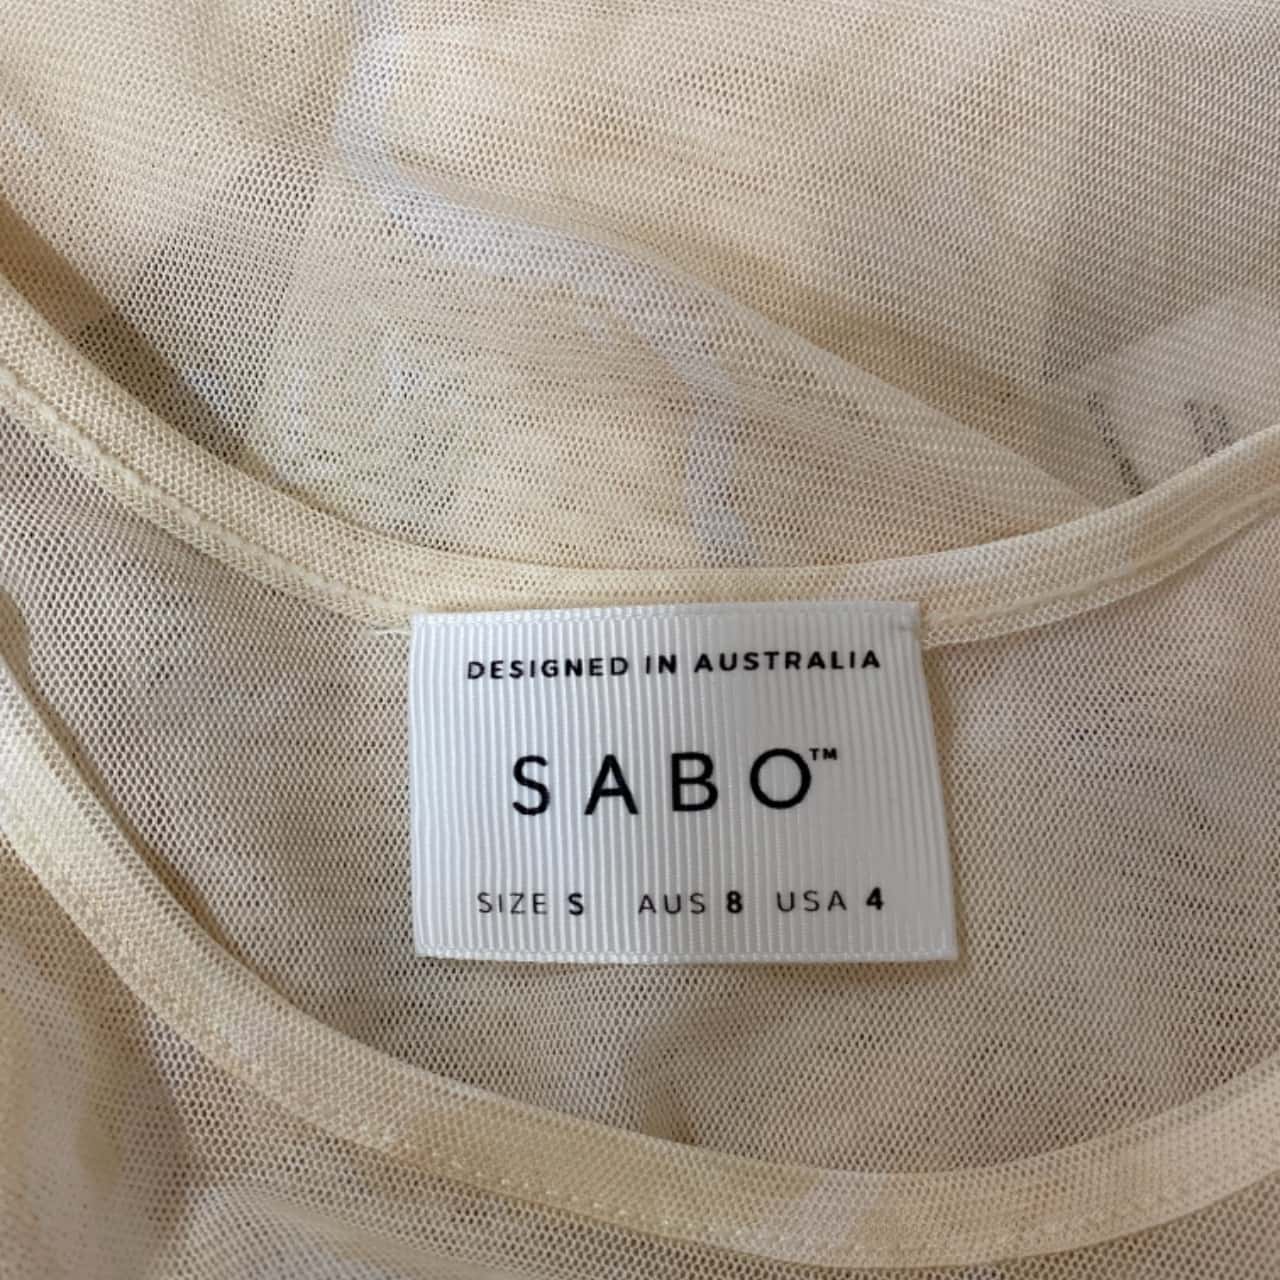 DESIGNED IN AUSTRALIA
SABO™
SIZE S AUS 8 USA 4